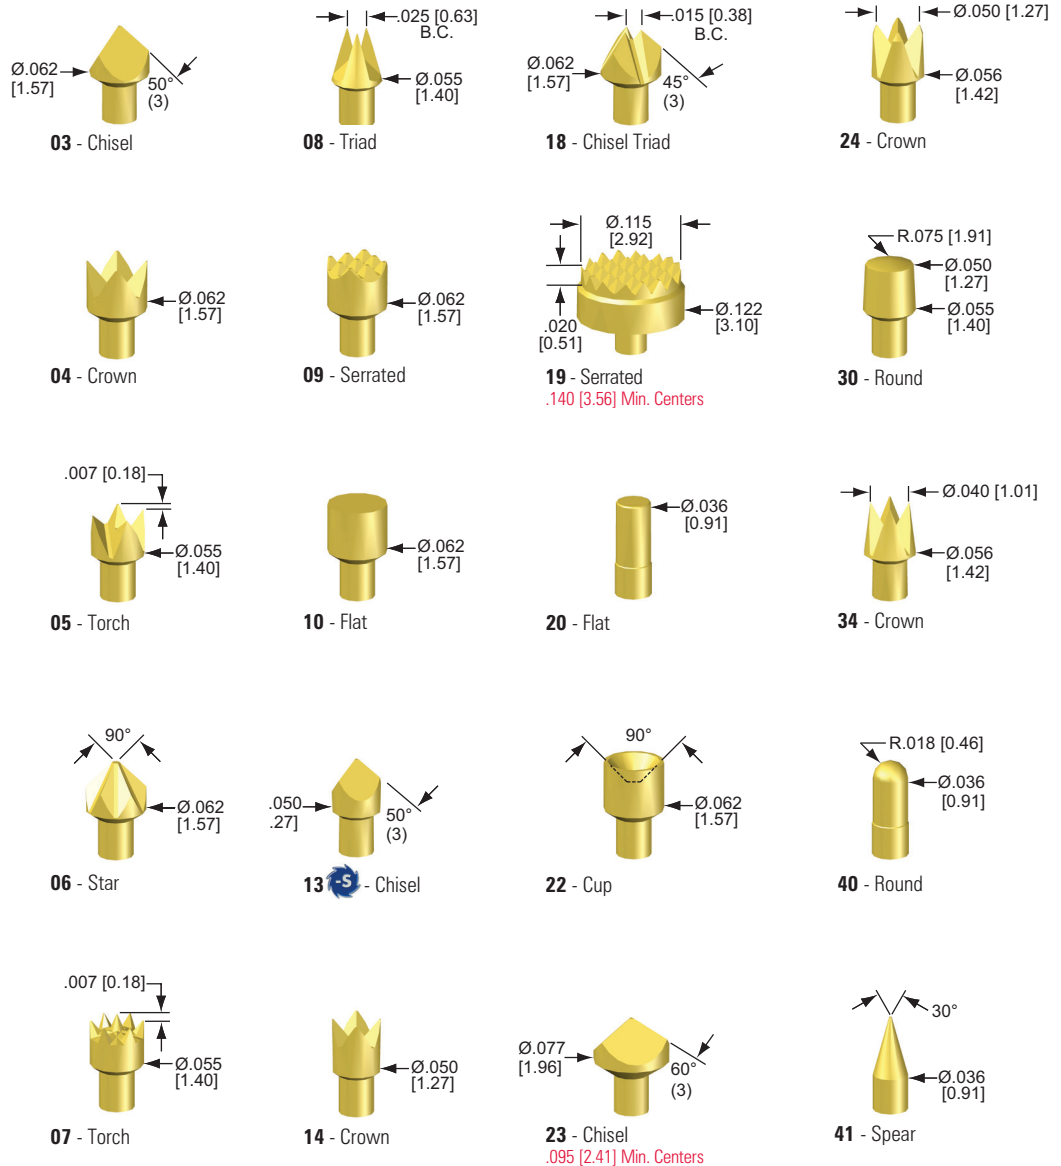 Ø.062
[1.57]
50°
(3)
03 - Chisel
.025 [0.63]
B.C.
Ø.055
[1.40]
08 - Triad
.015 [0.38]
B.C.
Ø.062
[1.57]
45°
(3)
18 - Chisel Triad
Ø.050 [1.27]
Ø.056
[1.42]
24 - Crown
Ø.062
[1.57]
04 - Crown
Ø.062
[1.57]
09 - Serrated
Ø.115
[2.92]
.020
[0.51]
Ø.122
[3.10]
19 - Serrated
.140 [3.56] Min. Centers
R.075 [1.91]
Ø.050
[1.27]
Ø.055
[1.40]
30 - Round
.007 [0.18]
Ø.055
[1.40]
05 - Torch
Ø.062
[1.57]
10 - Flat
Ø.036
[0.91]
20 - Flat
Ø.040 [1.01]
Ø.056
[1.42]
34 - Crown
90°
Ø.062
[1.57]
06 - Star
.050
.27]
50°
(3)
13 -S - Chisel
90°
Ø.062
[1.57]
22 - Cup
R.018 [0.46]
Ø.036
[0.91]
40 - Round
.007 [0.18]
Ø.055
[1.40]
07 - Torch
Ø.050
[1.27]
14 - Crown
Ø.077
[1.96]
60°
(3)
23 - Chisel
.095 [2.41] Min. Centers
30°
Ø.036
[0.91]
41 - Spear